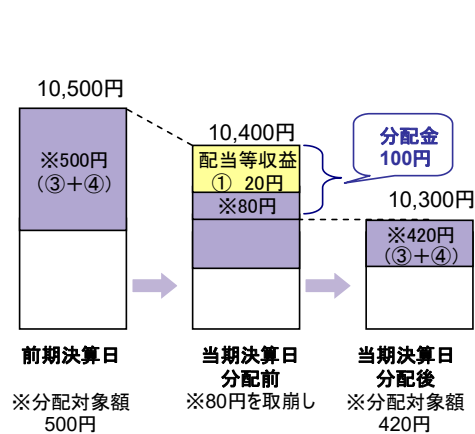 10,500円
※500円
（③＋④）
10,400円
配当等収益
① 20円
※80円
分配金
100円
10,300円
※420円
（③＋④）
前期決算日
※分配対象額
500円
当期決算日
分配前
※80円を取崩し
当期決算日
分配後
※分配対象額
420円